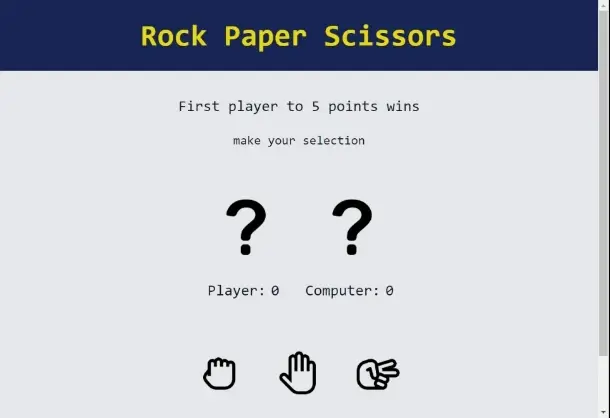 Rock Paper Scissors
First player to 5 points wins
make your selection
? ?
Player: 0 Computer: 0